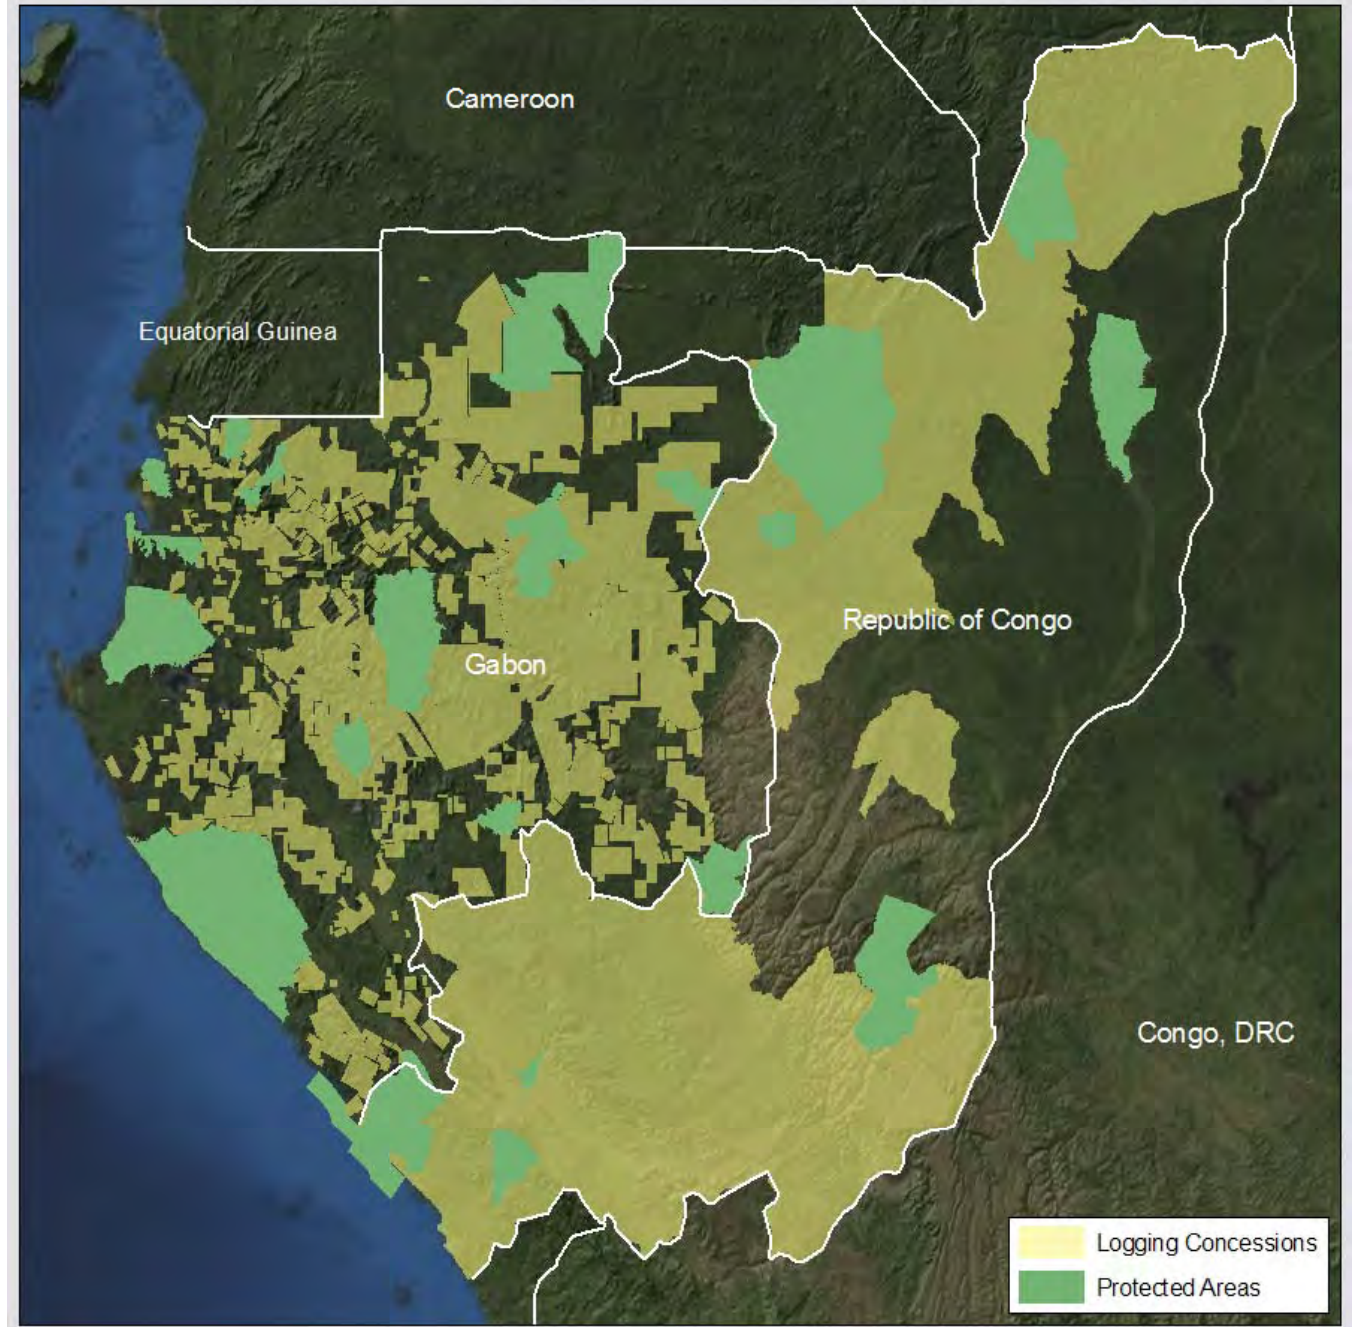 Cameroon
Equatorial Guinea
Republic of Congo
Gabon
Congo, DRC
Logging Concessions
Protected Areas